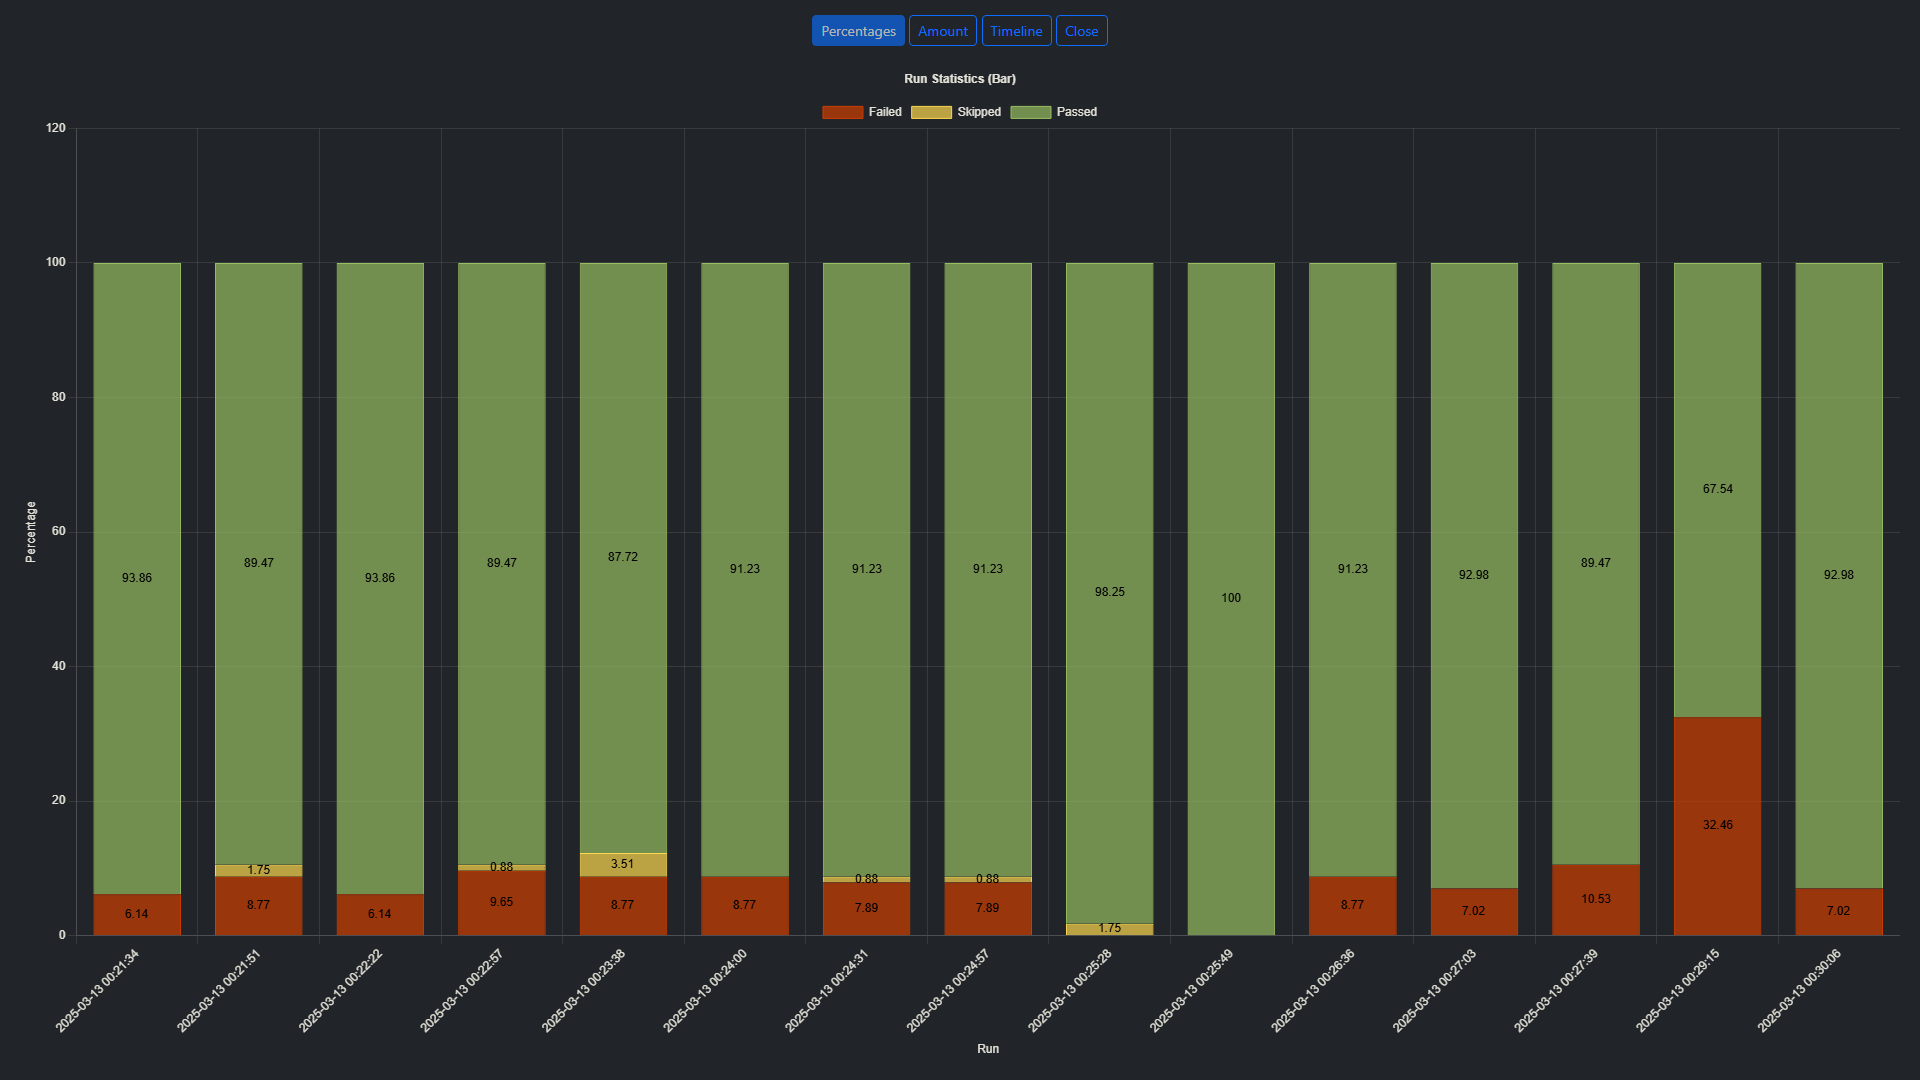 Percentages Amount Timeline Close
Run Statistics (Bar)
Failed Skipped Passed
120
100
80
60
40
20
0
Percentage
93.86 89.47 93.86 89.47 87.72 91.23 91.23 91.23 98.25 100 91.23 92.98 89.47 67.54 92.98
1.75 0.88 3.51 0.88 0.88 1.75
6.14 8.77 6.14 9.65 8.77 8.77 7.89 7.89 8.77 7.02 10.53 32.46 7.02
2025-03-13 00:21:34
2025-03-13 00:21:51
2025-03-13 00:22:22
2025-03-13 00:22:57
2025-03-13 00:23:38
2025-03-13 00:24:00
2025-03-13 00:24:31
2025-03-13 00:24:57
2025-03-13 00:25:28
2025-03-13 00:25:49
2025-03-13 00:26:36
2025-03-13 00:27:03
2025-03-13 00:27:39
2025-03-13 00:29:15
2025-03-13 00:30:06
Run